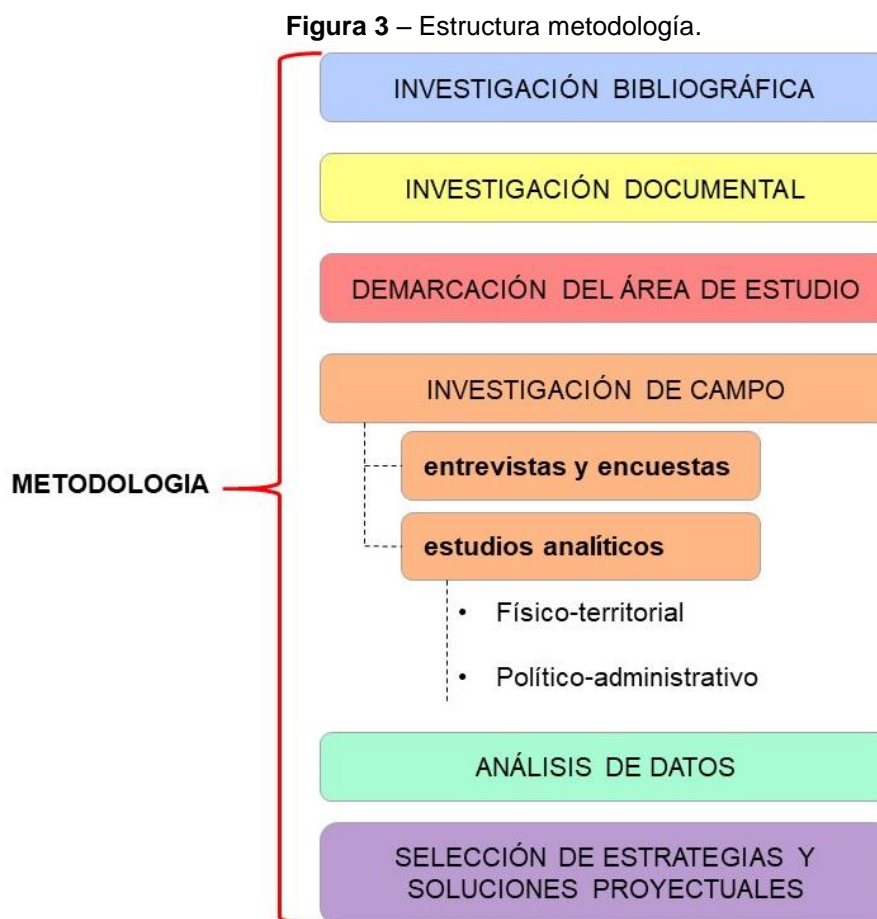 Figura 3 – Estructura metodología.
INVESTIGACIÓN BIBLIOGRÁFICA
INVESTIGACIÓN DOCUMENTAL
DEMARCACIÓN DEL ÁREA DE ESTUDIO
INVESTIGACIÓN DE CAMPO
entrevistas y encuestas
METODOLOGIA
estudios analíticos
• Físico-territorial
• Político-administrativo
ANÁLISIS DE DATOS
SELECCIÓN DE ESTRATEGIAS Y
SOLUCIONES PROYECTUALES